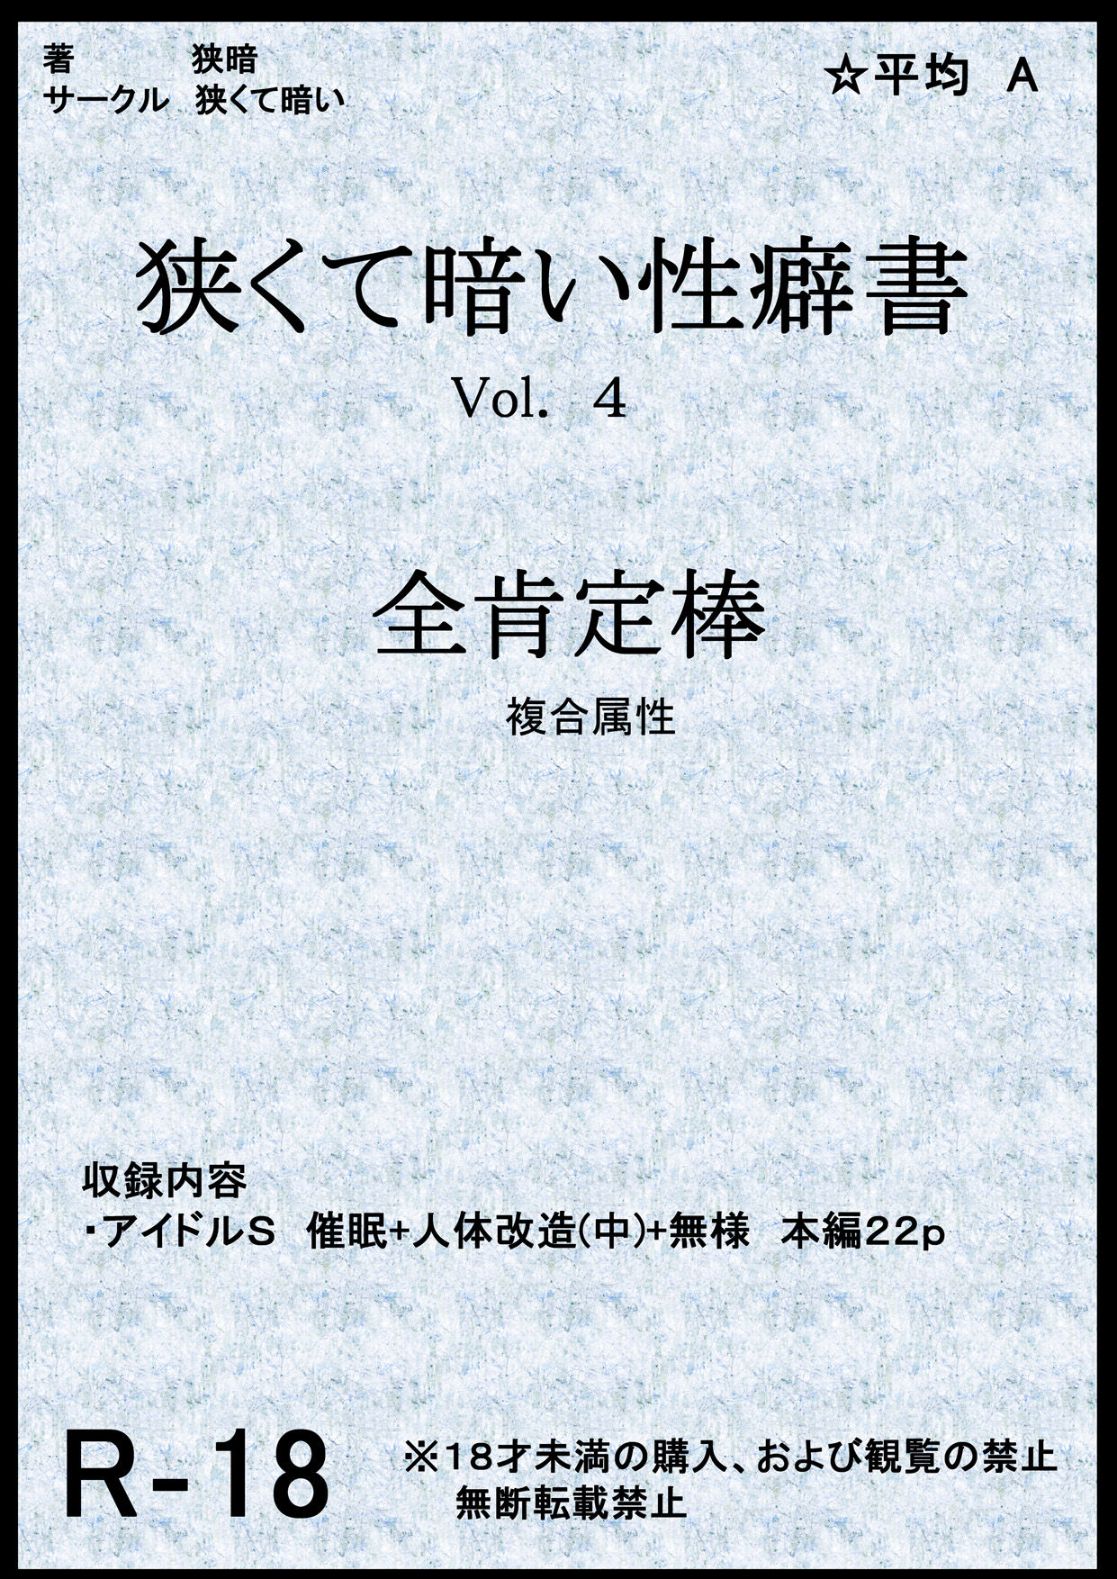 著　狭暗
サークル　狭くて暗い
☆平均　A
狭くて暗い性癖書
Vol.　4
全肯定棒
複合属性
収録内容
・アイドルS　催眠+人体改造(中)+無様　本編22p
R-18
※18才未満の購入、および観覧の禁止
無断転載禁止